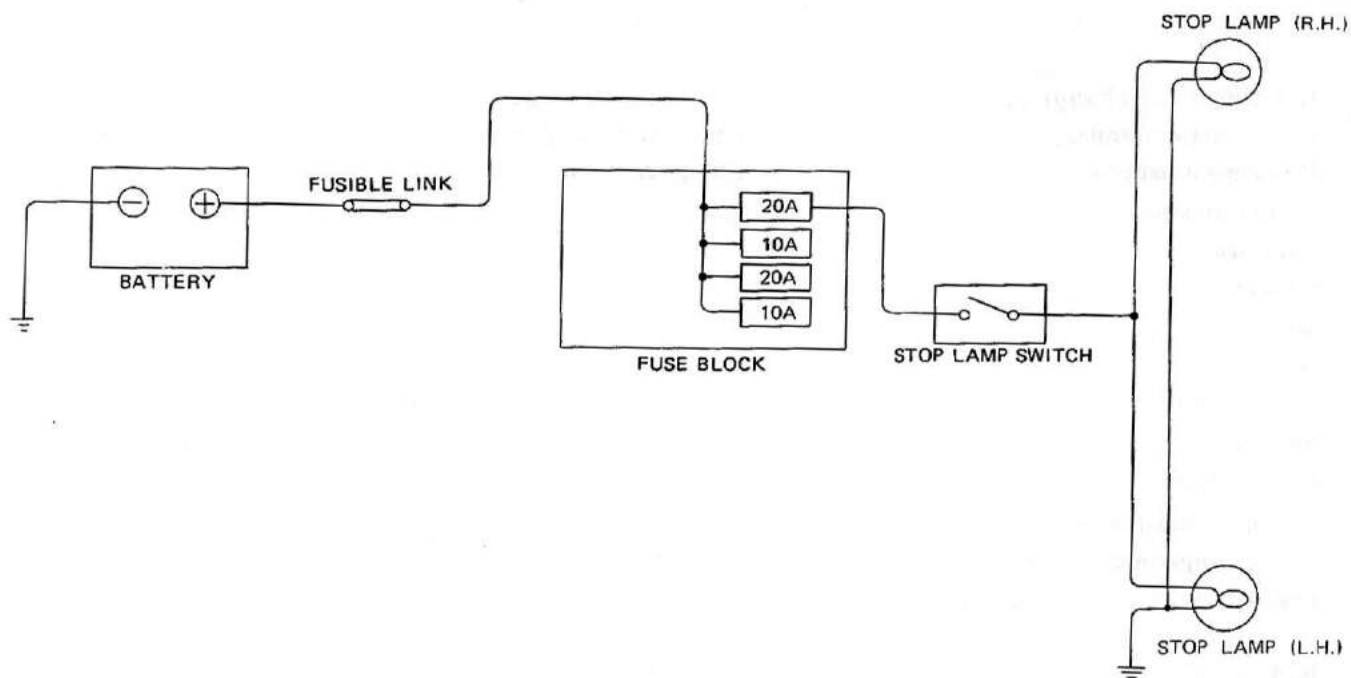 STOP LAMP (R.H.)
FUSIBLE LINK
20A
10A
20A
10A
BATTERY
FUSE BLOCK
STOP LAMP SWITCH
STOP LAMP (L.H.)